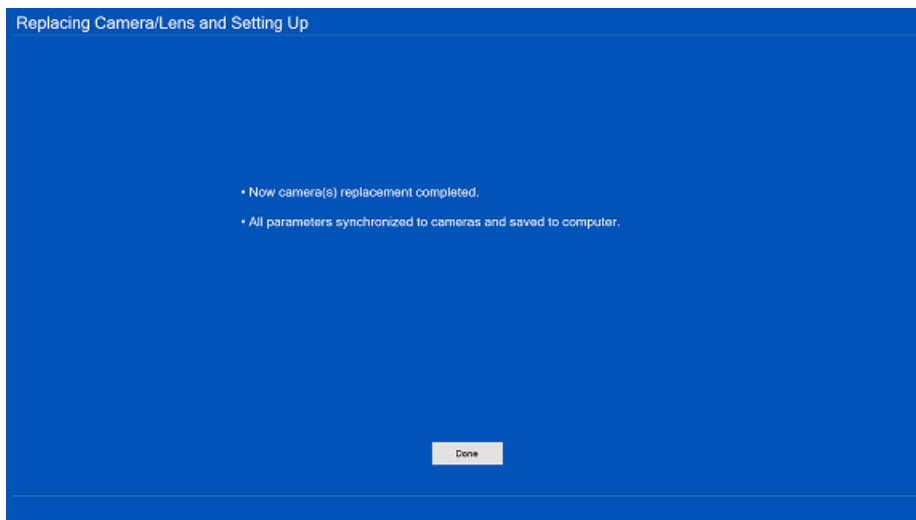 Replacing Camera/Lens and Setting Up
• Now camera(s) replacement completed.
• All parameters synchronized to cameras and saved to computer.
Done